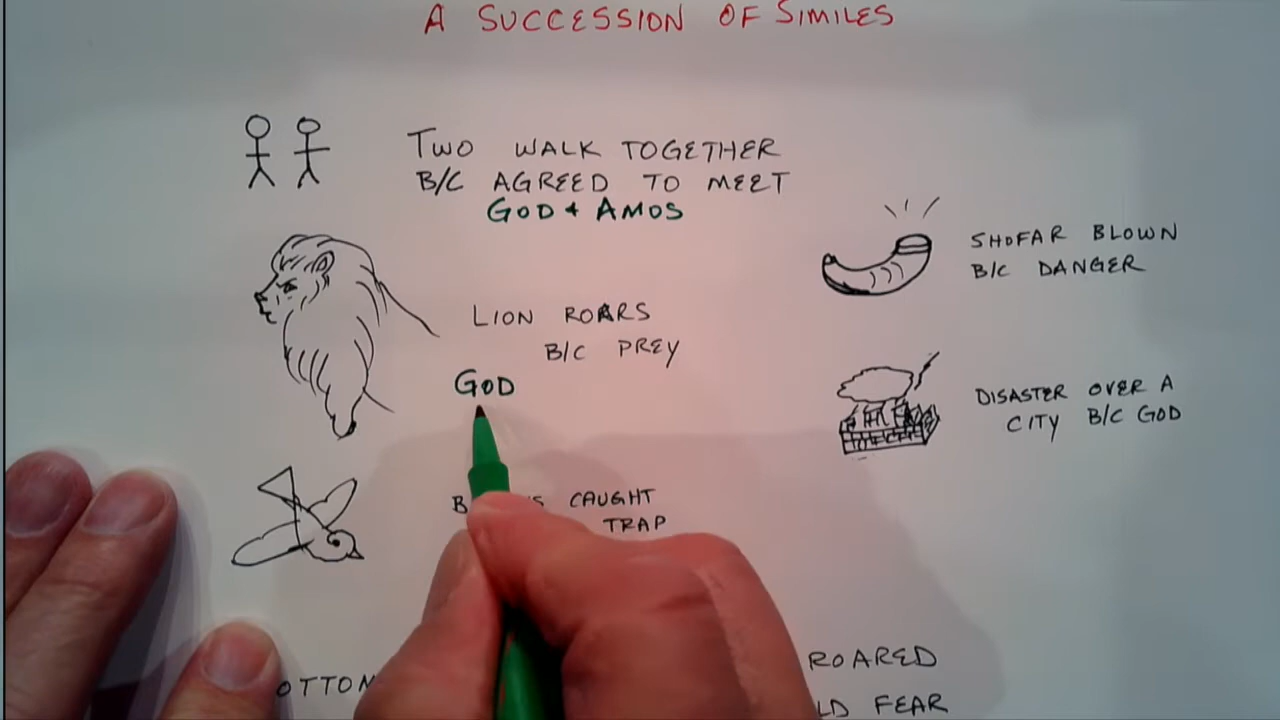 A SUCCESSION OF SIMILES
TWO WALK TOGETHER
B/C AGREED TO MEET
GOD + AMOS
LION ROARS
B/C PREY
GOD
CAUGHT
TRAP
SHOFAR BLOWN
B/C DANGER
DISASTER OVER A
CITY B/C GOD
ROARED
FEAR